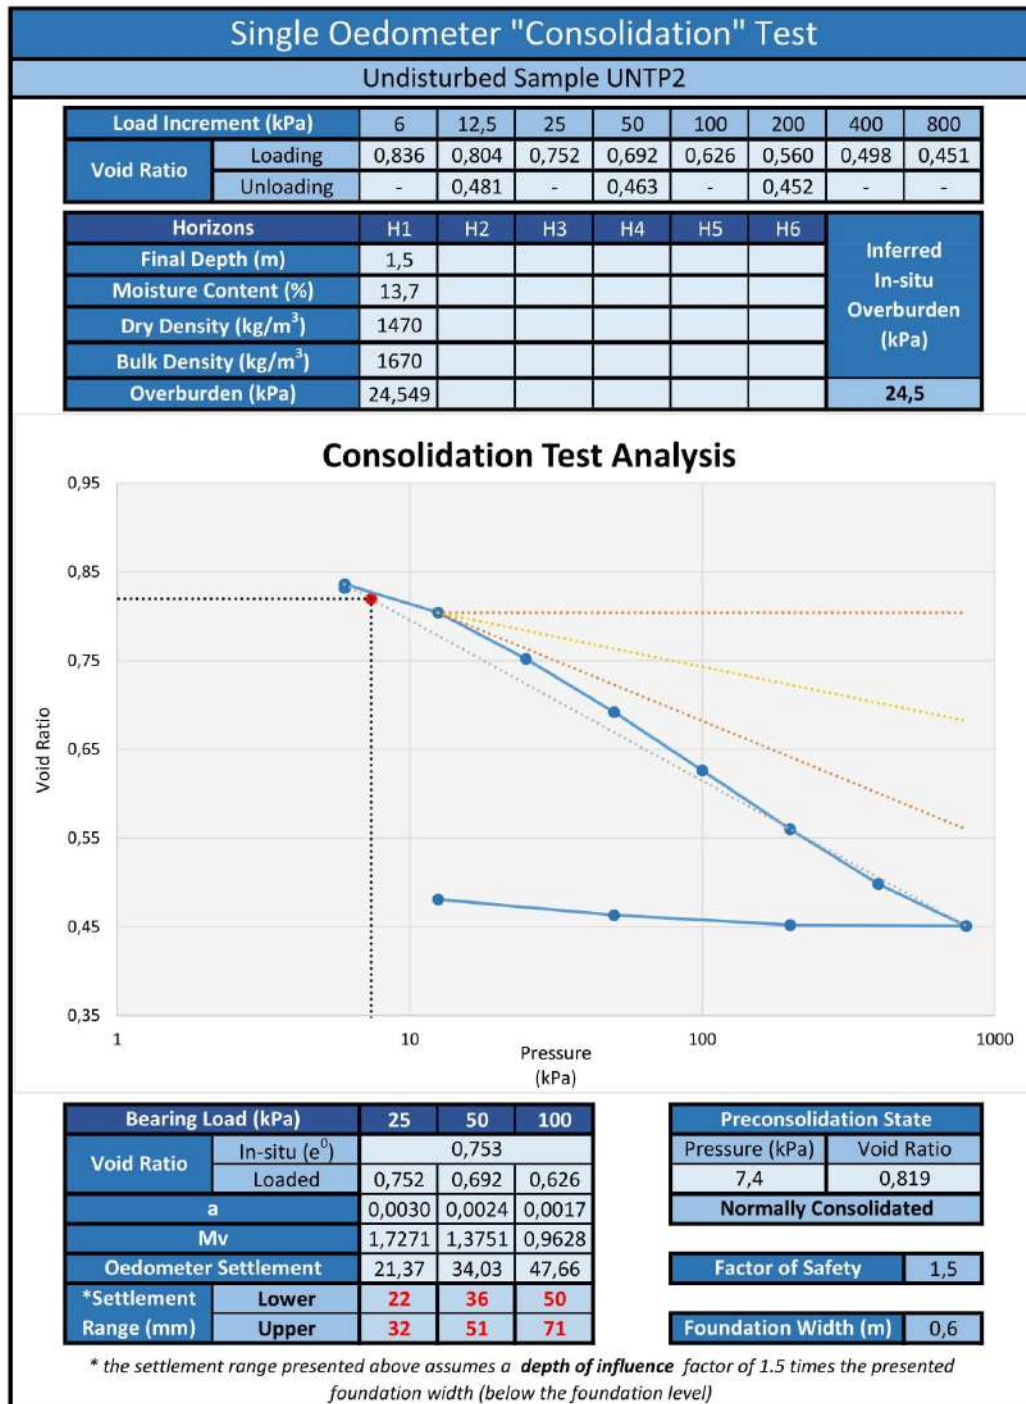 Single Oedometer "Consolidation" Test
Undisturbed Sample UNTP2
Load Increment (kPa) 6 12,5 25 50 100 200 400 800
Void Ratio Loading 0,836 0,804 0,752 0,692 0,626 0,560 0,498 0,451
Unloading - 0,481 - 0,463 - 0,452 - -
Horizons H1 H2 H3 H4 H5 H6 Inferred In-situ Overburden (kPa)
Final Depth (m) 1,5
Moisture Content (%) 13,7
Dry Density (kg/m³) 1470
Bulk Density (kg/m³) 1670
Overburden (kPa) 24,549 24,5
Consolidation Test Analysis
0,95
0,85
0,75
0,65
0,55
0,45
0,35
Void Ratio
1 10 100 1000
Pressure
(kPa)
Bearing Load (kPa) 25 50 100
Void Ratio In-situ (e⁰) 0,753
Loaded 0,752 0,692 0,626
a 0,0030 0,0024 0,0017
Mv 1,7271 1,3751 0,9628
Oedometer Settlement 21,37 34,03 47,66
*Settlement Lower 22 36 50
Range (mm) Upper 32 51 71
Preconsolidation State
Pressure (kPa) Void Ratio
7,4 0,819
Normally Consolidated
Factor of Safety 1,5
Foundation Width (m) 0,6
* the settlement range presented above assumes a depth of influence factor of 1.5 times the presented
foundation width (below the foundation level)